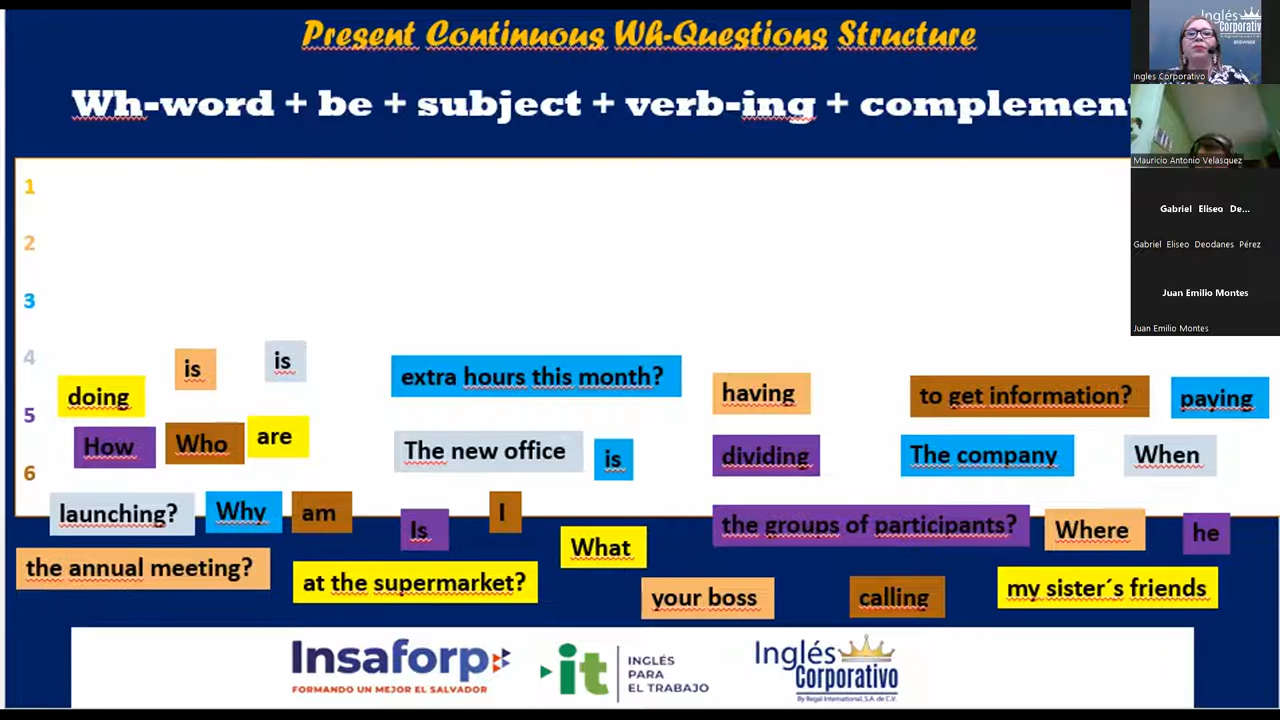 Present Continuous Wh-Questions Structure
Wh-word + be + subject + verb-ing + complement
1
2
3
4
5
6
is
is
extra hours this month?
doing
having
to get information?
paying
How
Who
are
The new office
is
dividing
The company
When
launching?
Why
am
Is
I
What
the groups of participants?
Where
he
the annual meeting?
at the supermarket?
your boss
calling
my sister´s friends
Insaforp
FORMANDO UN MEJOR EL SALVADOR
it
INGLÉS
PARA
EL TRABAJO
Inglés
Corporativo
By Regal International, S.A. de C.V.
Inglés
Corporativo
Ingles Corporativo
Mauricio Antonio Velasquez
Gabriel Eliseo De...
Gabriel Eliseo Deodanes Pérez
Juan Emilio Montes
Juan Emilio Montes